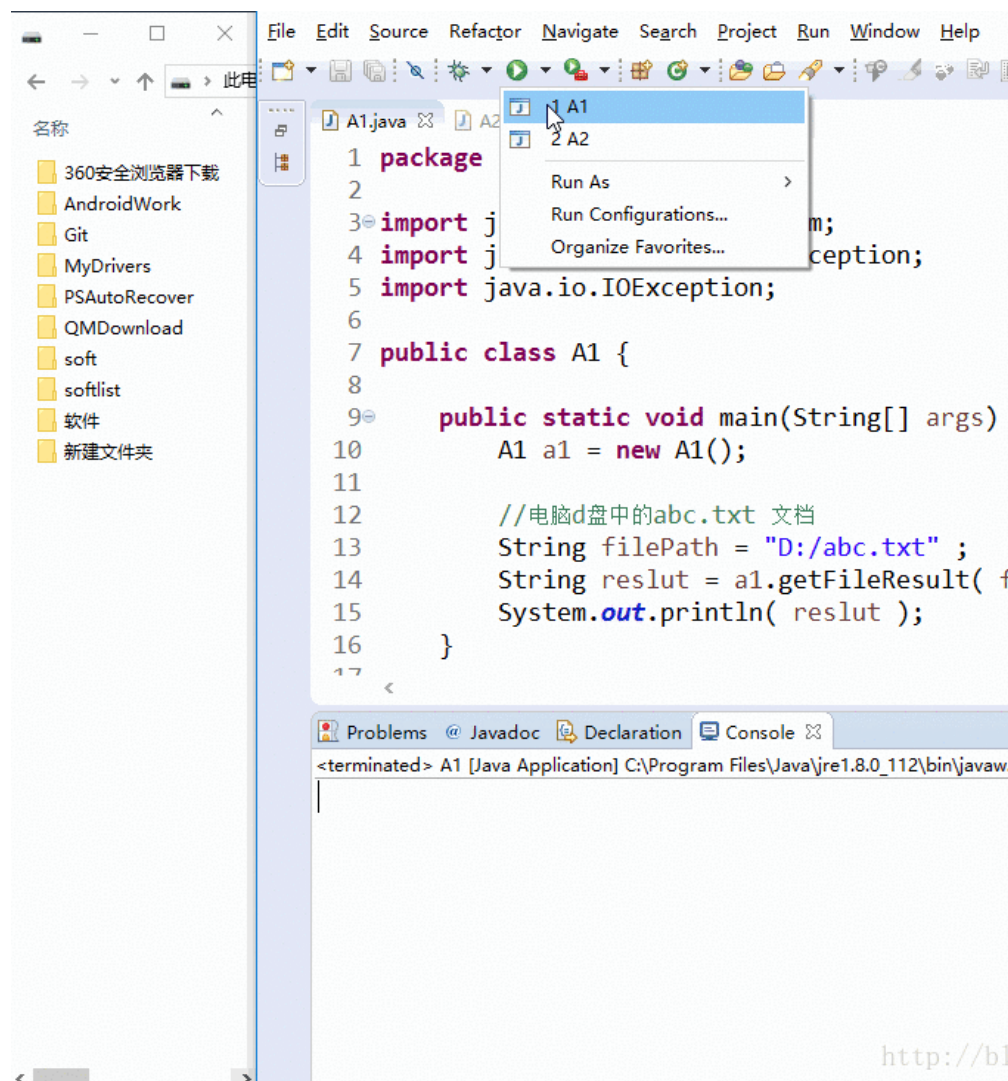 File Edit Source Refactor Navigate Search Project Run Window Help
此电
名称
360安全浏览器下载
AndroidWork
Git
MyDrivers
PSAutoRecover
QMDownload
soft
softlist
软件
新建文件夹
A1.java A2
1 A1
2 A2
Run As
Run Configurations...
Organize Favorites...
1 package
2
3 import j m;
4 import j ception;
5 import java.io.IOException;
6
7 public class A1 {
8
9 public static void main(String[] args)
10 A1 a1 = new A1();
11
12 //电脑d盘中的abc.txt 文档
13 String filePath = "D:/abc.txt" ;
14 String reslut = a1.getFileResult( f
15 System.out.println( reslut );
16 }
17
Problems @ Javadoc Declaration Console
<terminated> A1 [Java Application] C:\Program Files\Java\jre1.8.0_112\bin\javaw
http://bl